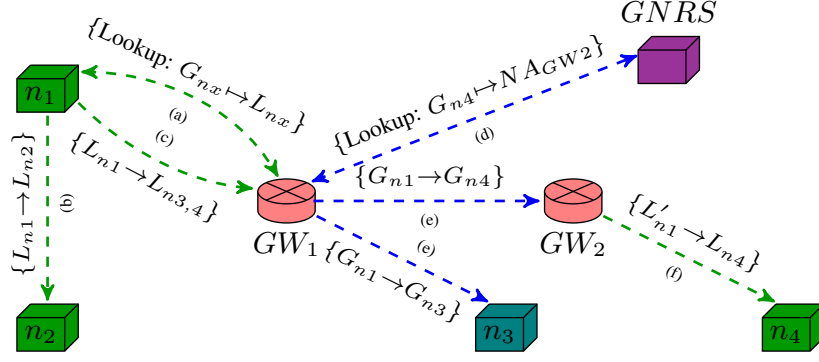 GNRS
{Lookup: G_{nx}↦L_{nx}}
(a)
n_1
(c)
{L_{n1}→L_{n3,4}}
{Lookup: G_{n4}↦NA_{GW2}}
(d)
{L_{n1}→L_{n2}}
(b)
{G_{n1}→G_{n4}}
(e)
GW_1
GW_2
{G_{n1}→G_{n3}}
(e)
{L'_{n1}→L_{n4}}
(f)
n_2
n_3
n_4